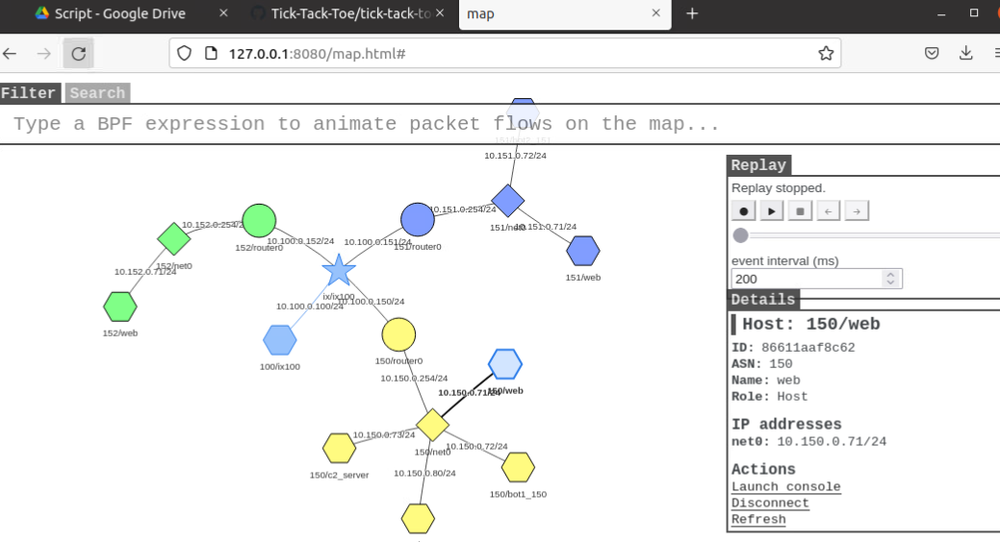 Script - Google Drive
Tick-Tack-Toe/tick-tack-to
map
127.0.0.1:8080/map.html#
Filter
Search
Type a BPF expression to animate packet flows on the map...
151/bot2_151
10.151.0.72/24
10.151.0.254/24
151/net0
10.151.0.71/24
151/router0
151/web
10.152.0.254/2
152/net0
152/router0
10.152.0.71/24
152/web
10.100.0.152/24
10.100.0.151/24
ix/ix100
10.100.0.100/24
10.100.0.150/24
100/ix100
150/router0
10.150.0.254/24
10.150.0.71/24
150/web
10.150.0.73/24
150/net0
10.150.0.72/24
150/c2_server
10.150.0.80/24
150/bot1_150
Replay
Replay stopped.
event interval (ms)
200
Details
Host: 150/web
ID: 86611aaf8c62
ASN: 150
Name: web
Role: Host
IP addresses
net0: 10.150.0.71/24
Actions
Launch console
Disconnect
Refresh